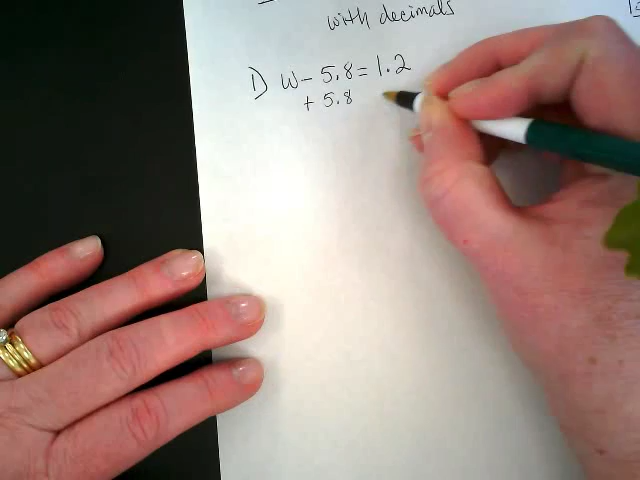 with decimals
1) w - 5.8 = 1.2
+ 5.8